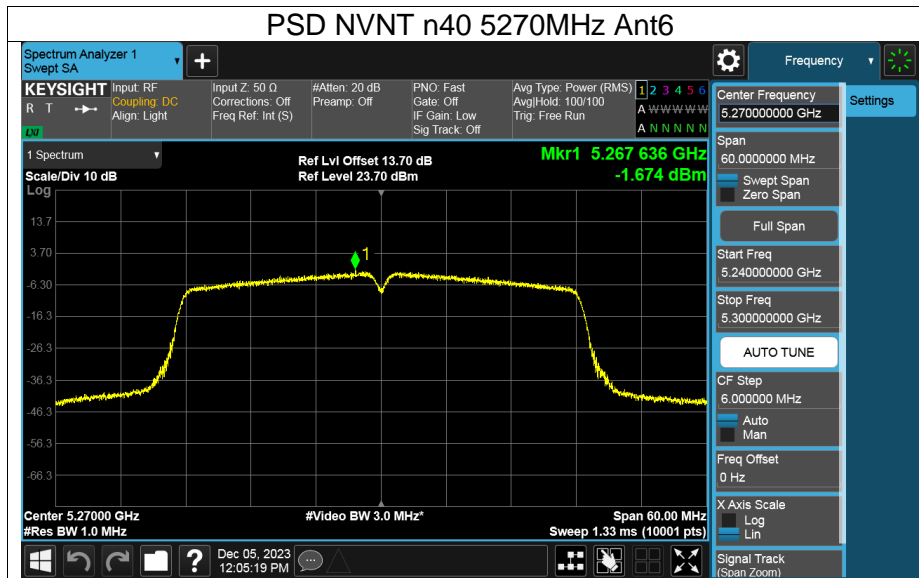 PSD NVNT n40 5270MHz Ant6
Spectrum Analyzer 1
Swept SA
+
Frequency
KEYSIGHT
R T
LXI
Input: RF
Coupling: DC
Align: Light
Input Z: 50 Ω
Corrections: Off
Freq Ref: Int (S)
#Atten: 20 dB
Preamp: Off
PNO: Fast
Gate: Off
IF Gain: Low
Sig Track: Off
Avg Type: Power (RMS)
Avg|Hold: 100/100
Trig: Free Run
1 2 3 4 5 6
A W W W W W
A N N N N N
1 Spectrum
Scale/Div 10 dB
Log
Ref Lvl Offset 13.70 dB
Ref Level 23.70 dBm
Mkr1 5.267 636 GHz
-1.674 dBm
13.7
3.70
-6.30
-16.3
-26.3
-36.3
-46.3
-56.3
-66.3
1
Center 5.27000 GHz
#Res BW 1.0 MHz
#Video BW 3.0 MHz*
Span 60.00 MHz
Sweep 1.33 ms (10001 pts)
Center Frequency
5.270000000 GHz
Settings
Span
60.0000000 MHz
Swept Span
Zero Span
Full Span
Start Freq
5.240000000 GHz
Stop Freq
5.300000000 GHz
AUTO TUNE
CF Step
6.000000 MHz
Auto
Man
Freq Offset
0 Hz
X Axis Scale
Log
Lin
Signal Track
(Span Zoom)
?
Dec 05, 2023
12:05:19 PM